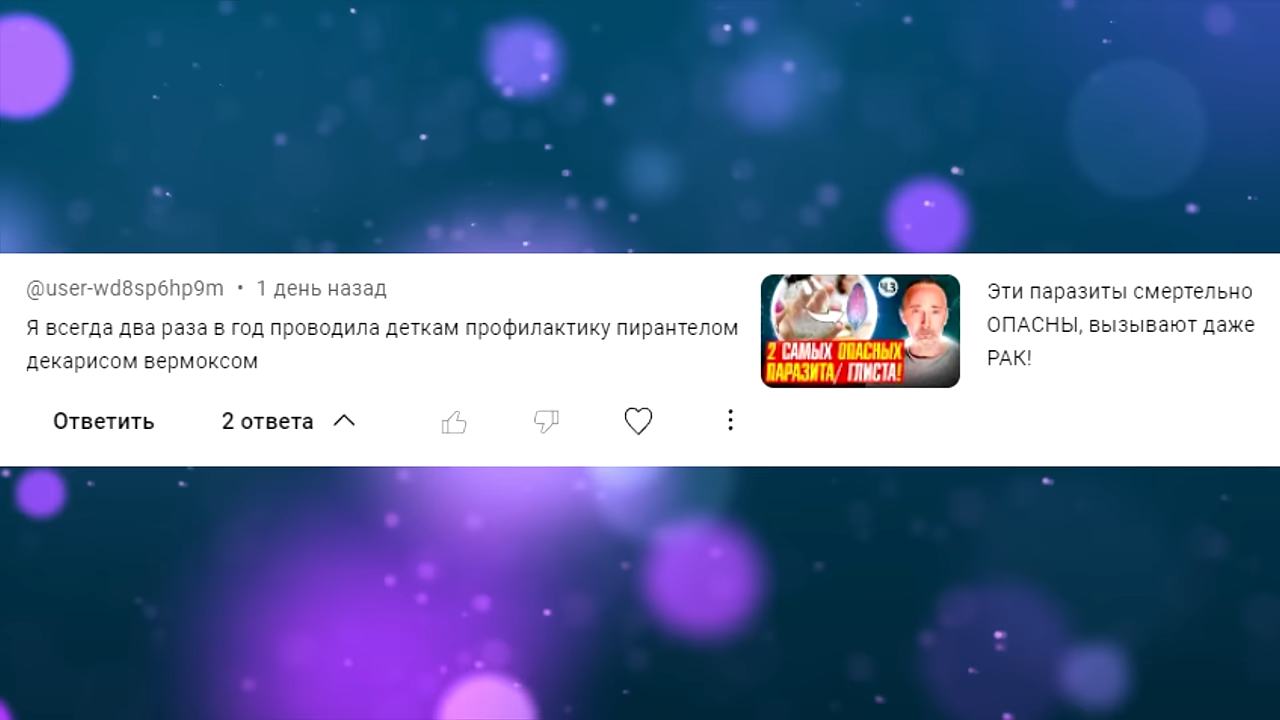 @user-wd8sp6hp9m • 1 день назад
Я всегда два раза в год проводила деткам профилактику пирантелом
декарисом вермоксом
Ответить
2 ответа
Ч.3
2 САМЫХ ОПАСНЫХ
ПАРАЗИТА/ ГЛИСТА!
Эти паразиты смертельно
ОПАСНЫ, вызывают даже
РАК!